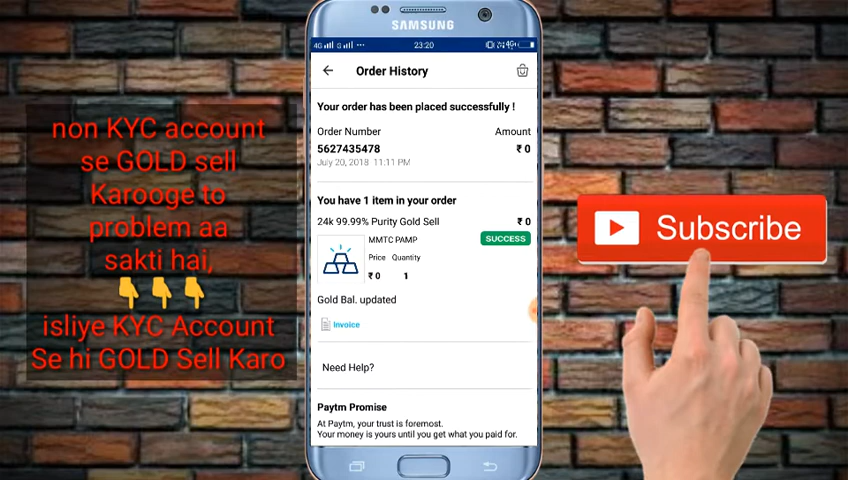 non KYC account
se GOLD sell
Karooge to
problem aa
sakti hai,
👇👇👇
isliye KYC Account
Se hi GOLD Sell Karo
SAMSUNG
23:20
Order History
Your order has been placed successfully !
Order Number Amount
5627435478 ₹ 0
July 20, 2018 11:11 PM
You have 1 item in your order
24k 99.99% Purity Gold Sell ₹ 0
MMTC PAMP SUCCESS
Price Quantity
₹ 0 1
Gold Bal. updated
Invoice
Need Help?
Paytm Promise
At Paytm, your trust is foremost.
Your money is yours until you get what you paid for.
Subscribe